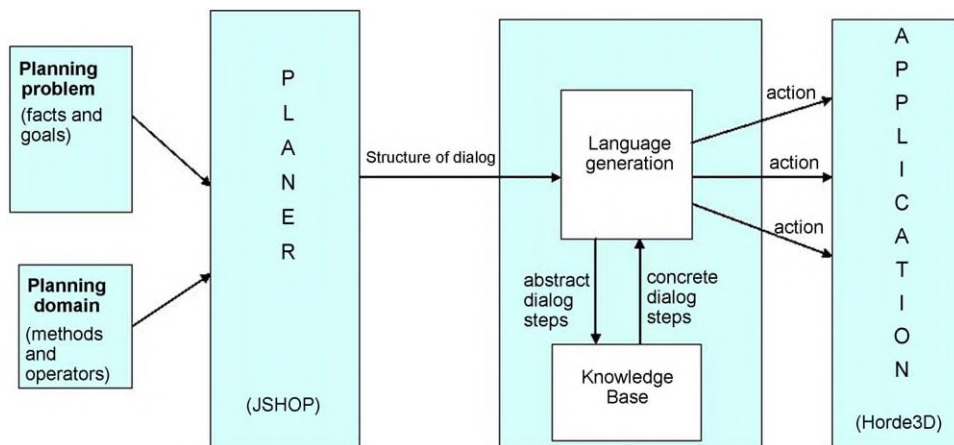 Planning
problem
(facts and
goals)
Planning
domain
(methods and
operators)
P
L
A
N
E
R
(JSHOP)
Structure of dialog
Language
generation
abstract
dialog
steps
concrete
dialog
steps
Knowledge
Base
action
action
action
A
P
P
L
I
C
A
T
I
O
N
(Horde3D)